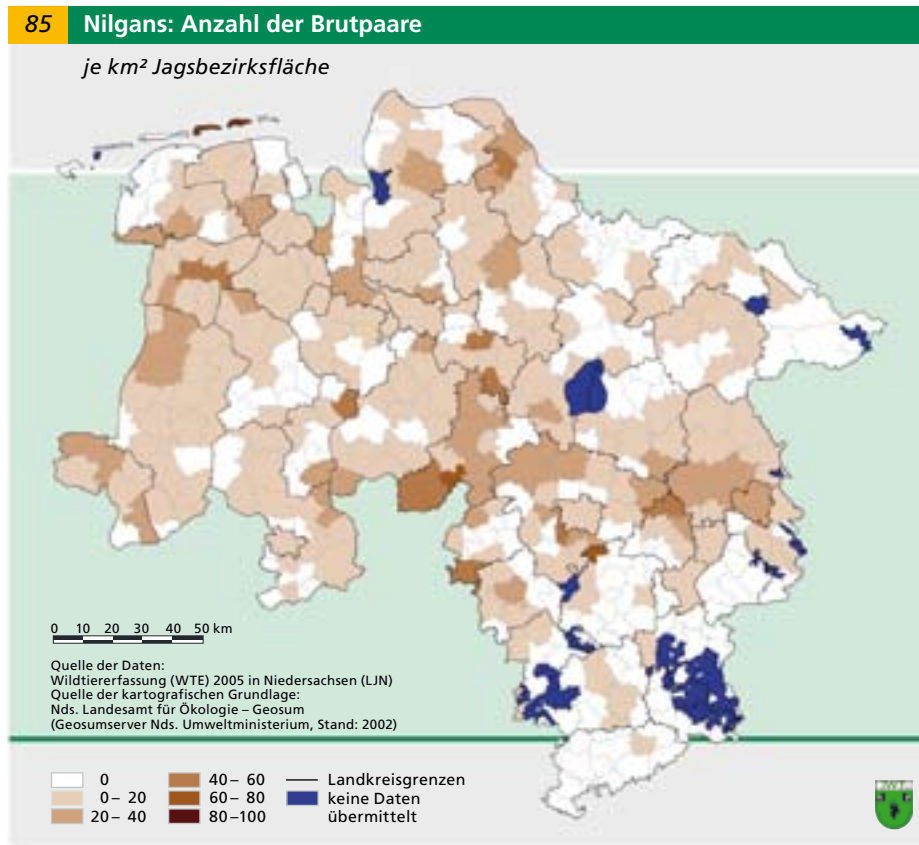 85 Nilgans: Anzahl der Brutpaare
je km² Jagsbezirksfläche
0 10 20 30 40 50 km
Quelle der Daten:
Wildtiererfassung (WTE) 2005 in Niedersachsen (LJN)
Quelle der kartografischen Grundlage:
Nds. Landesamt für Ökologie – Geosum
(Geosumserver Nds. Umweltministerium, Stand: 2002)
0
0 – 20
20 – 40
40 – 60
60 – 80
80 –100
Landkreisgrenzen
keine Daten
übermittelt